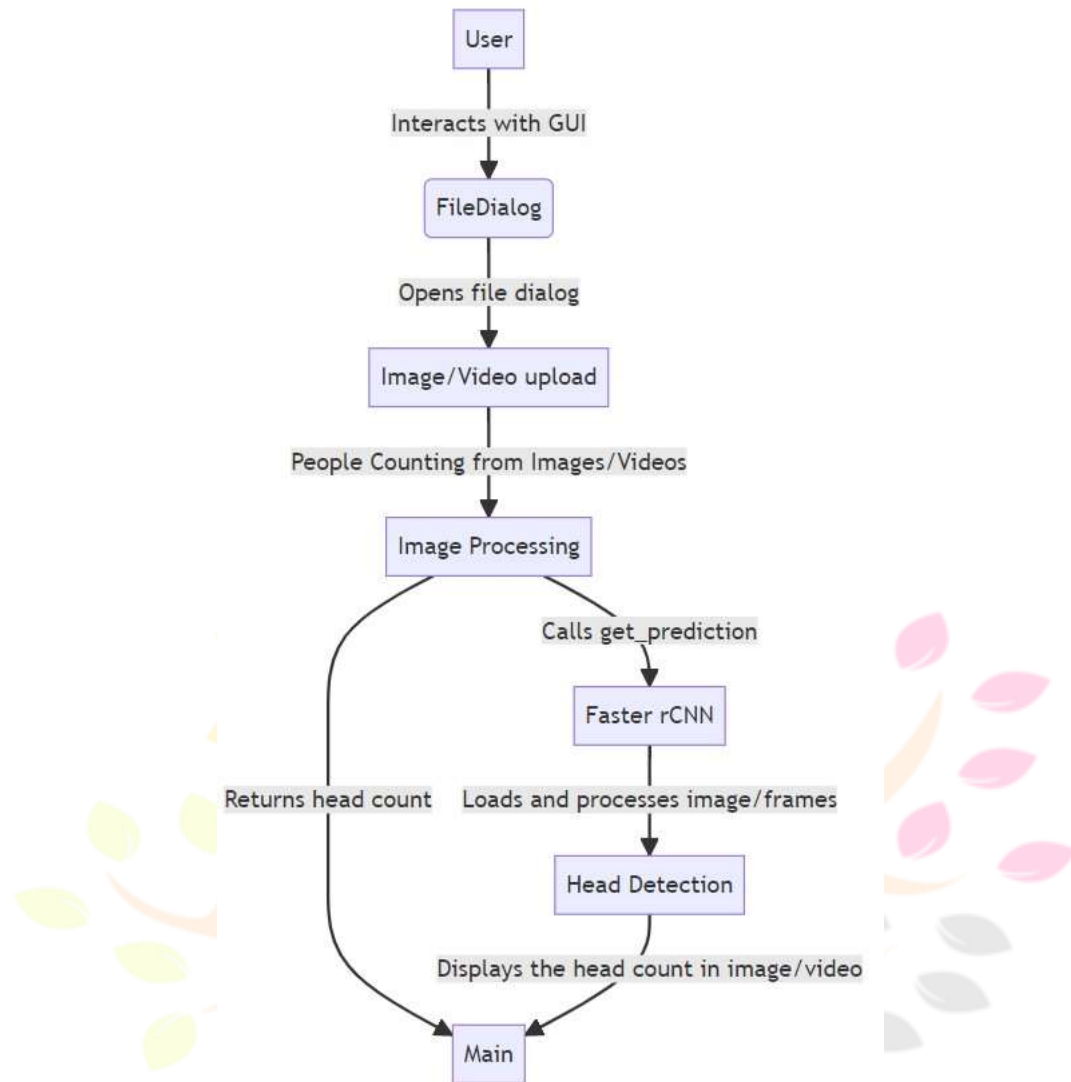 User
Interacts with GUI
FileDialog
Opens file dialog
Image/Video upload
People Counting from Images/Videos
Image Processing
Calls get_prediction
Faster rCNN
Returns head count
Loads and processes image/frames
Head Detection
Displays the head count in image/video
Main